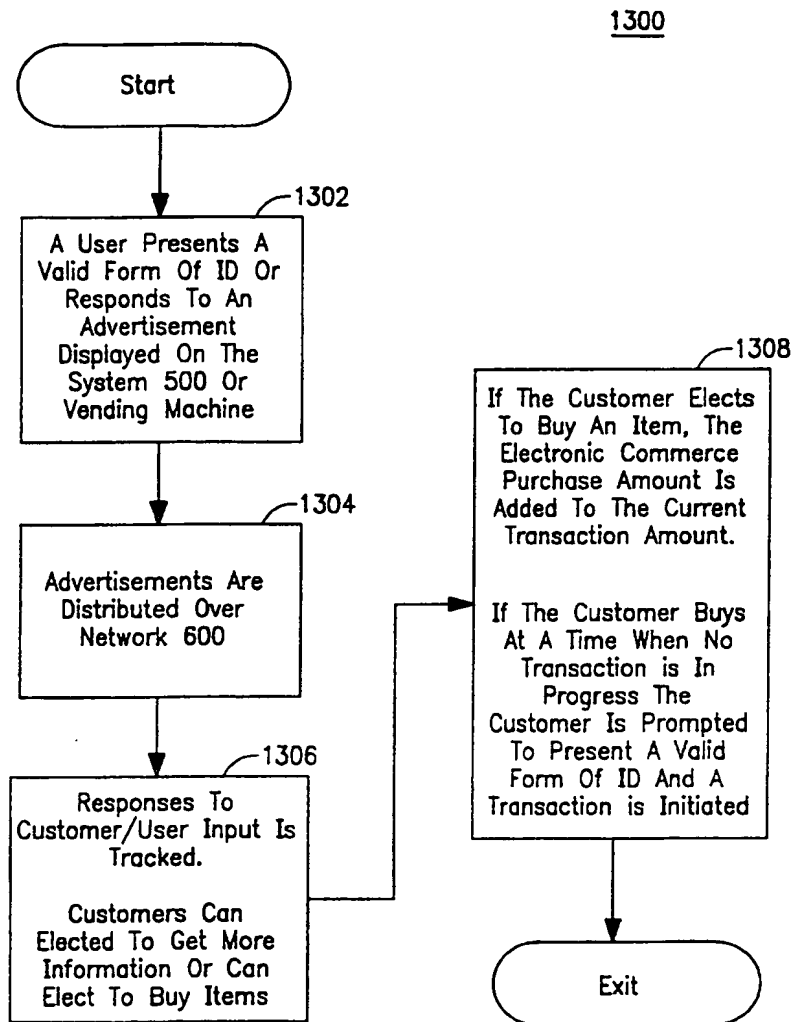 1300
Start
1302
A User Presents A
Valid Form Of ID Or
Responds To An
Advertisement
Displayed On The
System 500 Or
Vending Machine
1304
Advertisements Are
Distributed Over
Network 600
1306
Responses To
Customer/User Input Is
Tracked.
Customers Can
Elected To Get More
Information Or Can
Elect To Buy Items
1308
If The Customer Elects
To Buy An Item, The
Electronic Commerce
Purchase Amount Is
Added To The Current
Transaction Amount.
If The Customer Buys
At A Time When No
Transaction is In
Progress The
Customer Is Prompted
To Present A Valid
Form Of ID And A
Transaction is Initiated
Exit